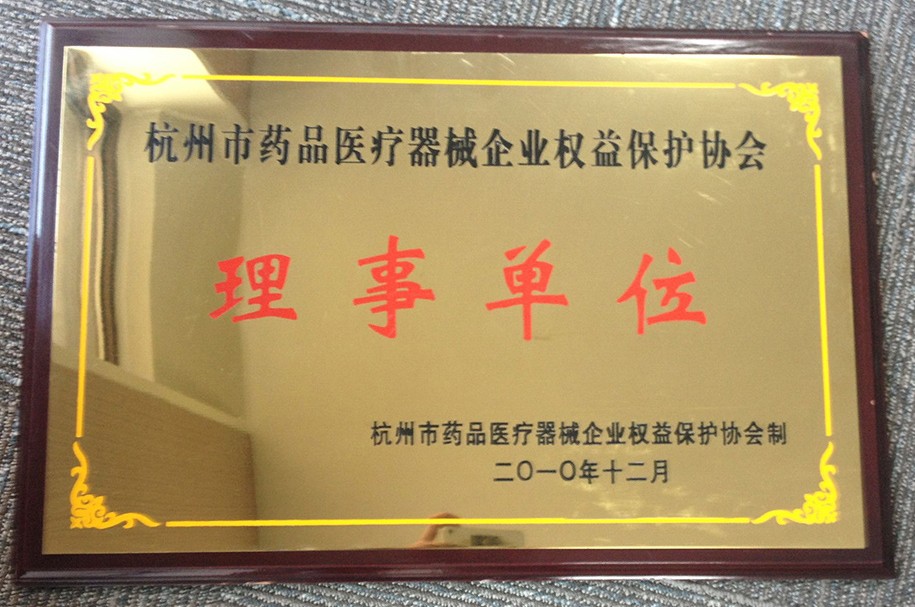 杭州市药品医疗器械企业权益保护协会
理事单位
杭州市药品医疗器械企业权益保护协会制
二〇一〇年十二月